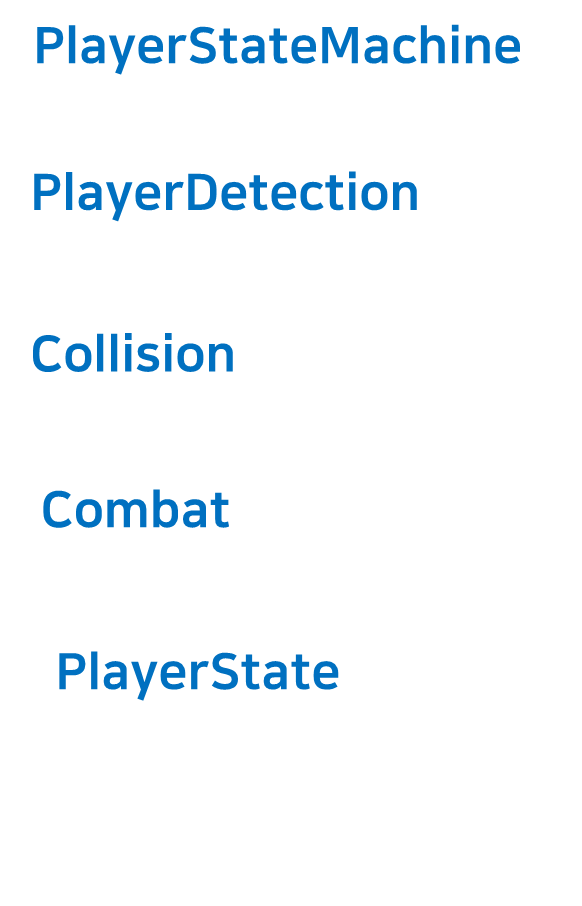 PlayerStateMachine
PlayerDetection
Collision
Combat
PlayerState